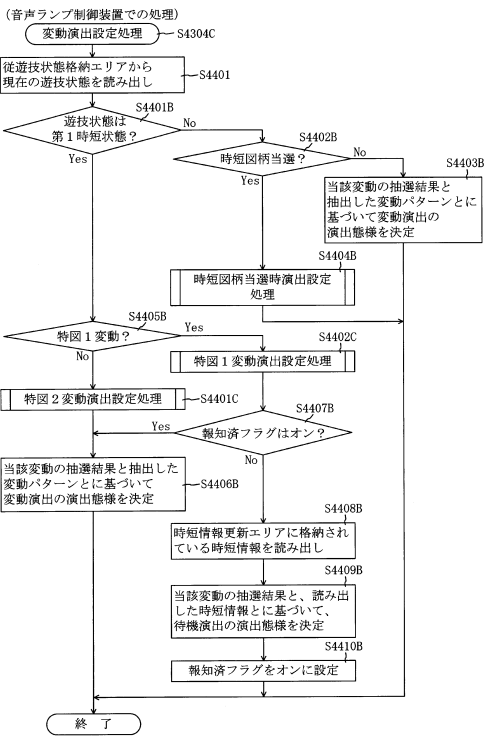 (音声ランプ制御装置での処理)
変動演出設定処理
S4304C
従遊技状態格納エリアから
現在の遊技状態を読み出し
S4401
遊技状態は
第1時短状態?
S4401B
No
Yes
時短図柄当選?
S4402B
No
Yes
S4403B
当該変動の抽選結果と
抽出した変動パターンとに
基づいて変動演出の
演出態様を決定
S4404B
時短図柄当選時演出設定
処理
S4405B
特図1変動?
Yes
No
S4402C
特図1変動演出設定処理
特図2変動演出設定処理
S4401C
S4407B
報知済フラグはオン?
Yes
No
当該変動の抽選結果と抽出した
変動パターンとに基づいて
変動演出の演出態様を決定
S4406B
S4408B
時短情報更新エリアに格納され
ている時短情報を読み出し
S4409B
当該変動の抽選結果と、読み出
した時短情報とに基づいて、
待機演出の演出態様を決定
S4410B
報知済フラグをオンに設定
終 了